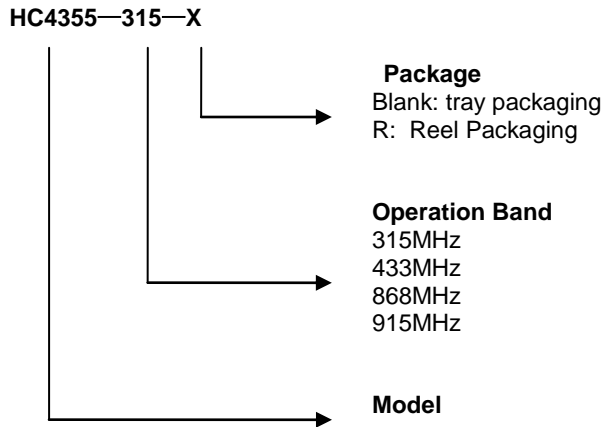 HC4355—315—X
Package
Blank: tray packaging
R: Reel Packaging
Operation Band
315MHz
433MHz
868MHz
915MHz
Model